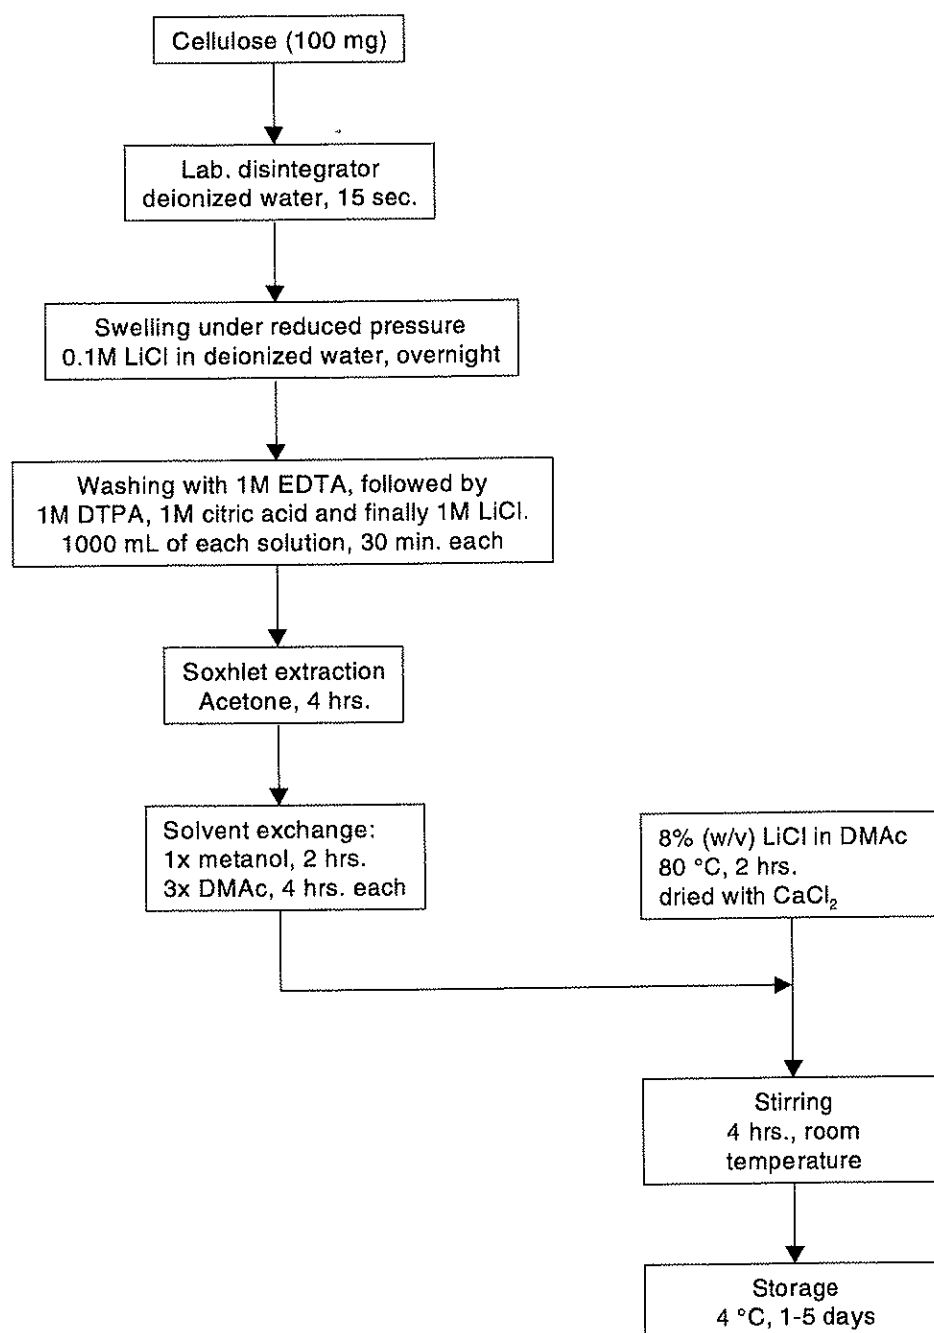 Cellulose (100 mg)
Lab. disintegrator
deionized water, 15 sec.
Swelling under reduced pressure
0.1M LiCl in deionized water, overnight
Washing with 1M EDTA, followed by
1M DTPA, 1M citric acid and finally 1M LiCl.
1000 mL of each solution, 30 min. each
Soxhlet extraction
Acetone, 4 hrs.
Solvent exchange:
1x metanol, 2 hrs.
3x DMAc, 4 hrs. each
8% (w/v) LiCl in DMAc
80 °C, 2 hrs.
dried with CaCl₂
Stirring
4 hrs., room
temperature
Storage
4 °C, 1-5 days